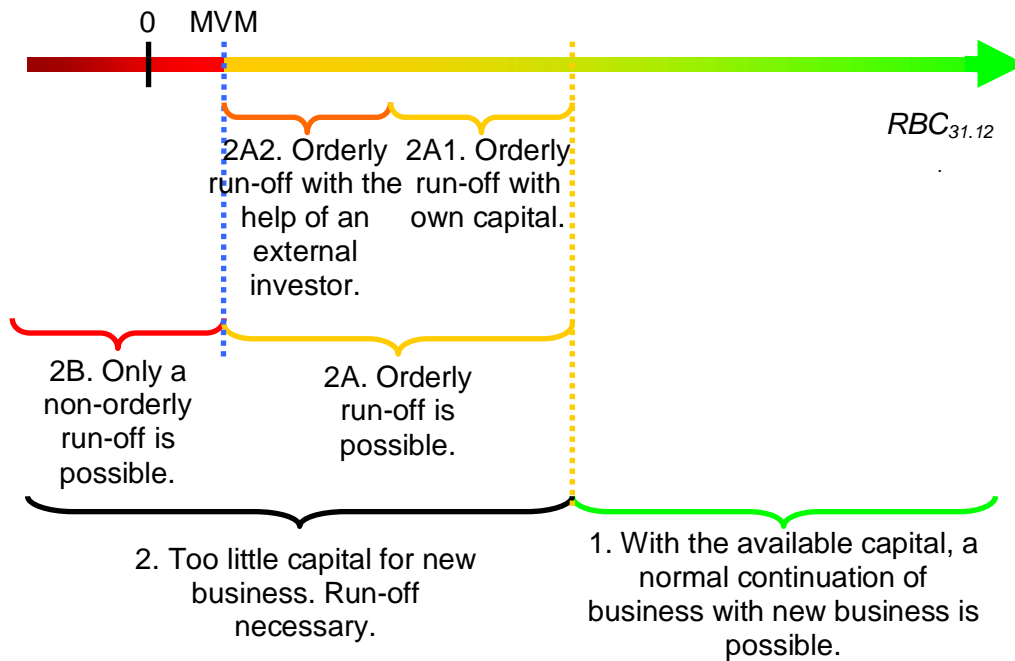 0 MVM
RBC31.12
.
2A2. Orderly
run-off with the
help of an
external
investor.
2A1. Orderly
run-off with
own capital.
2B. Only a
non-orderly
run-off is
possible.
2A. Orderly
run-off is
possible.
2. Too little capital for new
business. Run-off
necessary.
1. With the available capital, a
normal continuation of
business with new business is
possible.